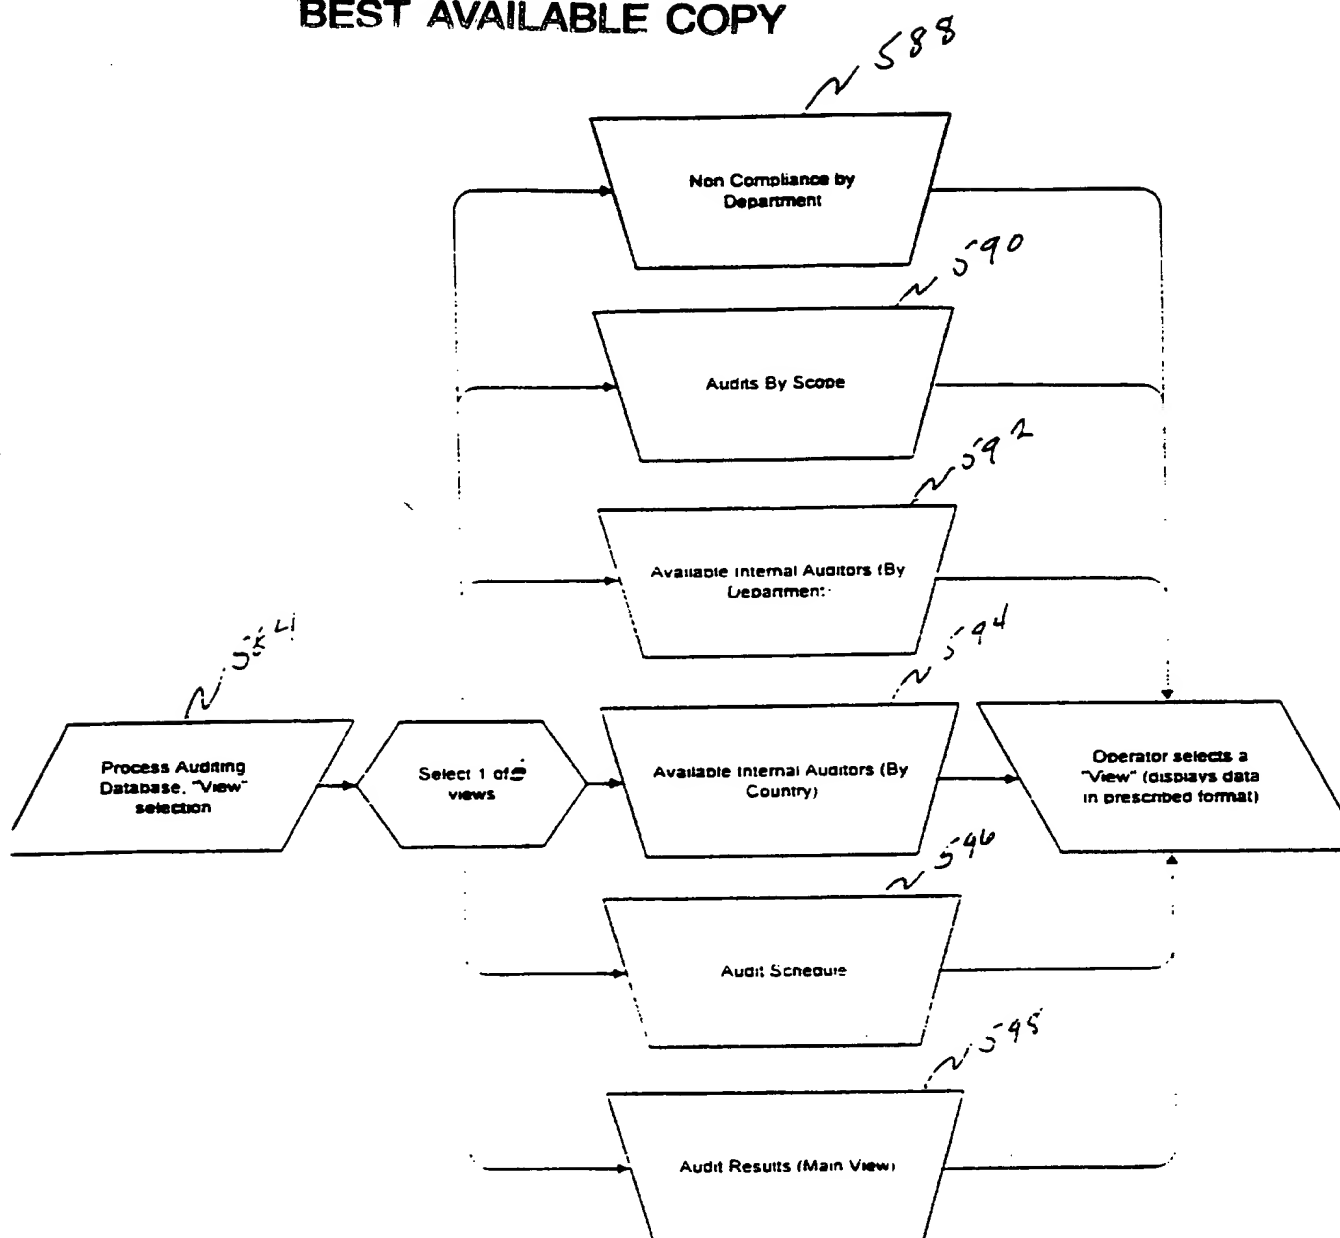 BEST AVAILABLE COPY
588
Non Compliance by
Department
590
Audits By Scope
592
Available Internal Auditors (By
Department
594
Process Auditing
Database, "View"
selection
Select 1 of
views
Available Internal Auditors (By
Country)
Operator selects a
"View" (displays data
in prescribed format)
596
Audit Schedule
Audit Results (Main View)